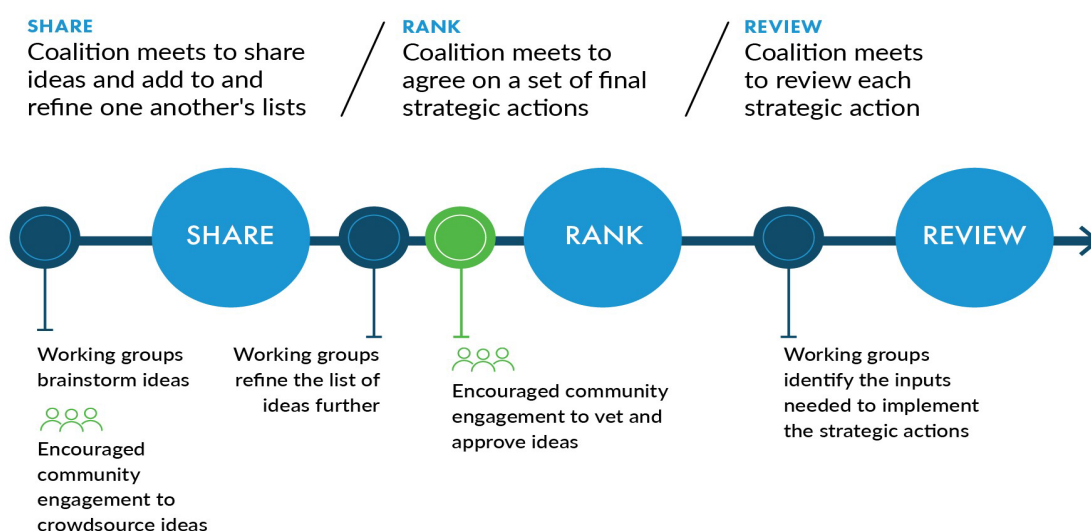 SHARE
Coalition meets to share
ideas and add to and
refine one another's lists
RANK
Coalition meets to
agree on a set of final
strategic actions
REVIEW
Coalition meets
to review each
strategic action
SHARE
RANK
REVIEW
Working groups
brainstorm ideas
Encouraged
community
engagement to
crowdsource ideas
Working groups
refine the list of
ideas further
Encouraged community
engagement to vet and
approve ideas
Working groups
identify the inputs
needed to implement
the strategic actions